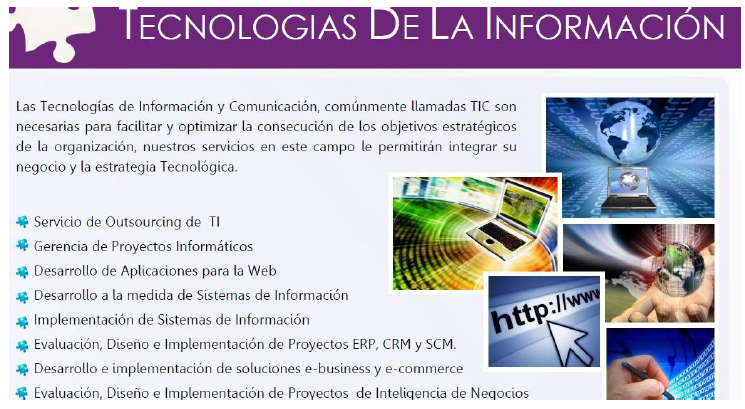 TECNOLOGIAS DE LA INFORMACIÓN
Las Tecnologías de Información y Comunicación, comúnmente llamadas TIC son
necesarias para facilitar y optimizar la consecución de los objetivos estratégicos
de la organización, nuestros servicios en este campo le permitirán integrar su
negocio y la estrategia Tecnológica.
Servicio de Outsourcing de TI
Gerencia de Proyectos Informáticos
Desarrollo de Aplicaciones para la Web
Desarrollo a la medida de Sistemas de Información
Implementación de Sistemas de Información
Evaluación, Diseño e Implementación de Proyectos ERP, CRM y SCM.
Desarrollo e implementación de soluciones e-business y e-commerce
Evaluación, Diseño e Implementación de Proyectos de Inteligencia de Negocios
http://www